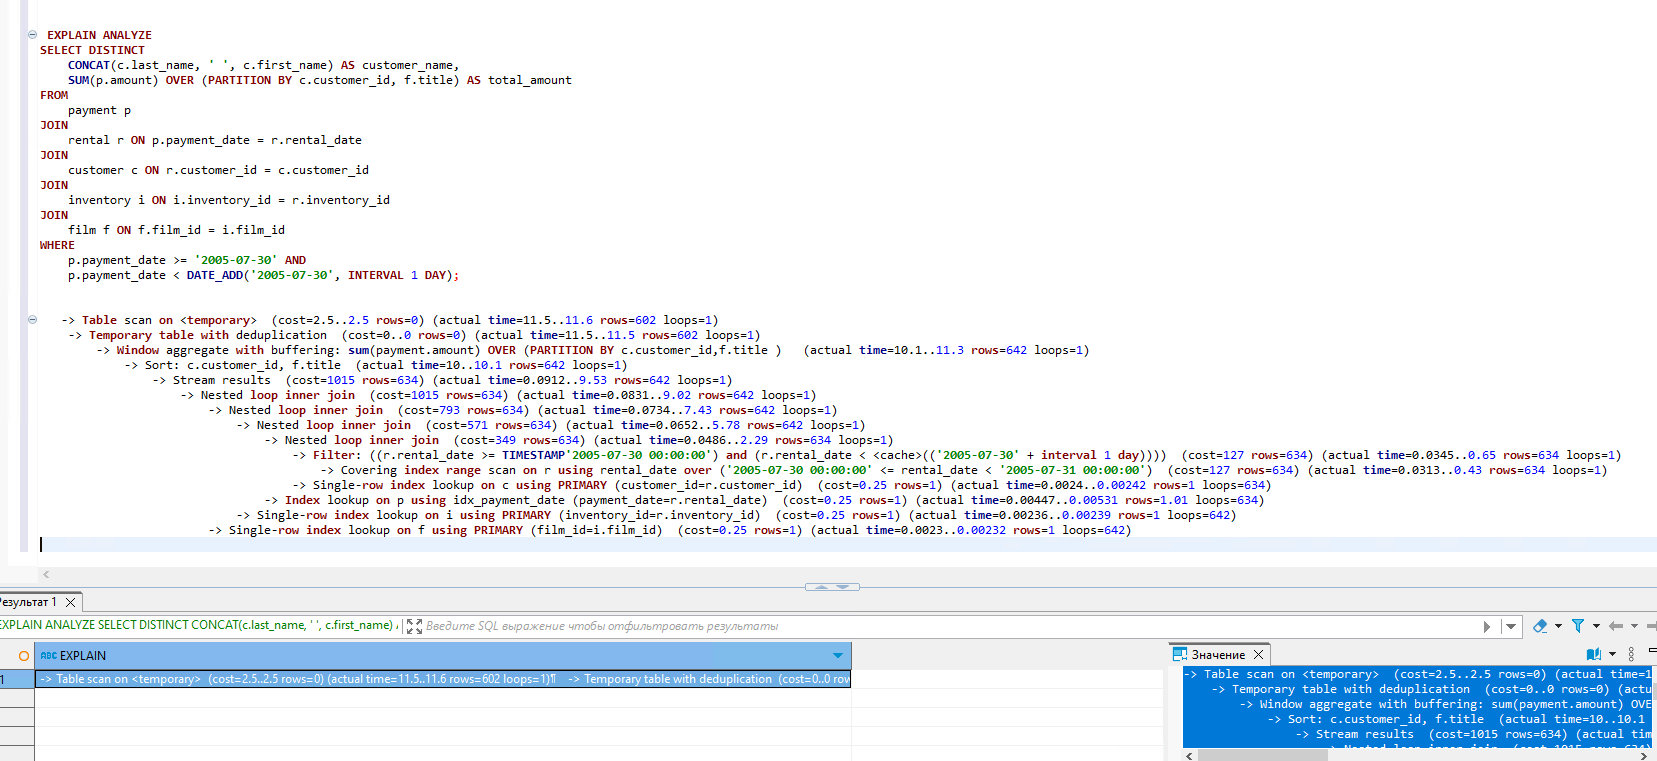 EXPLAIN ANALYZE
SELECT DISTINCT
CONCAT(c.last_name, ' ', c.first_name) AS customer_name,
SUM(p.amount) OVER (PARTITION BY c.customer_id, f.title) AS total_amount
FROM
payment p
JOIN
rental r ON p.payment_date = r.rental_date
JOIN
customer c ON r.customer_id = c.customer_id
JOIN
inventory i ON i.inventory_id = r.inventory_id
JOIN
film f ON f.film_id = i.film_id
WHERE
p.payment_date >= '2005-07-30' AND
p.payment_date < DATE_ADD('2005-07-30', INTERVAL 1 DAY);
-> Table scan on <temporary>  (cost=2.5..2.5 rows=0) (actual time=11.5..11.6 rows=602 loops=1)
-> Temporary table with deduplication  (cost=0..0 rows=0) (actual time=11.5..11.5 rows=602 loops=1)
-> Window aggregate with buffering: sum(payment.amount) OVER (PARTITION BY c.customer_id,f.title )   (actual time=10.1..11.3 rows=642 loops=1)
-> Sort: c.customer_id, f.title  (actual time=10..10.1 rows=642 loops=1)
-> Stream results  (cost=1015 rows=634) (actual time=0.0912..9.53 rows=642 loops=1)
-> Nested loop inner join  (cost=1015 rows=634) (actual time=0.0831..9.02 rows=642 loops=1)
-> Nested loop inner join  (cost=793 rows=634) (actual time=0.0734..7.43 rows=642 loops=1)
-> Nested loop inner join  (cost=571 rows=634) (actual time=0.0652..5.78 rows=642 loops=1)
-> Nested loop inner join  (cost=349 rows=634) (actual time=0.0486..2.29 rows=634 loops=1)
-> Filter: ((r.rental_date >= TIMESTAMP'2005-07-30 00:00:00') and (r.rental_date < <cache>(('2005-07-30' + interval 1 day))))  (cost=127 rows=634) (actual time=0.0345..0.65 rows=634 loops=1)
-> Covering index range scan on r using rental_date over ('2005-07-30 00:00:00' <= rental_date < '2005-07-31 00:00:00')  (cost=127 rows=634) (actual time=0.0313..0.43 rows=634 loops=1)
-> Single-row index lookup on c using PRIMARY (customer_id=r.customer_id)  (cost=0.25 rows=1) (actual time=0.0024..0.00242 rows=1 loops=634)
-> Index lookup on p using idx_payment_date (payment_date=r.rental_date)  (cost=0.25 rows=1) (actual time=0.00447..0.00531 rows=1.01 loops=634)
-> Single-row index lookup on i using PRIMARY (inventory_id=r.inventory_id)  (cost=0.25 rows=1) (actual time=0.00236..0.00239 rows=1 loops=642)
-> Single-row index lookup on f using PRIMARY (film_id=i.film_id)  (cost=0.25 rows=1) (actual time=0.0023..0.00232 rows=1 loops=642)
Результат 1
EXPLAIN ANALYZE SELECT DISTINCT CONCAT(c.last_name, ' ', c.first_name) Введите SQL выражение чтобы отфильтровать результаты
ABC EXPLAIN
Значение
1 -> Table scan on <temporary>  (cost=2.5..2.5 rows=0) (actual time=11.5..11.6 rows=602 loops=1)¶    -> Temporary table with deduplication  (cost=0..0 rov
-> Table scan on <temporary>  (cost=2.5..2.5 rows=0) (actual time=1
-> Temporary table with deduplication  (cost=0..0 rows=0) (actu
-> Window aggregate with buffering: sum(payment.amount) OVE
-> Sort: c.customer_id, f.title  (actual time=10..10.1
-> Stream results  (cost=1015 rows=634) (actual tim